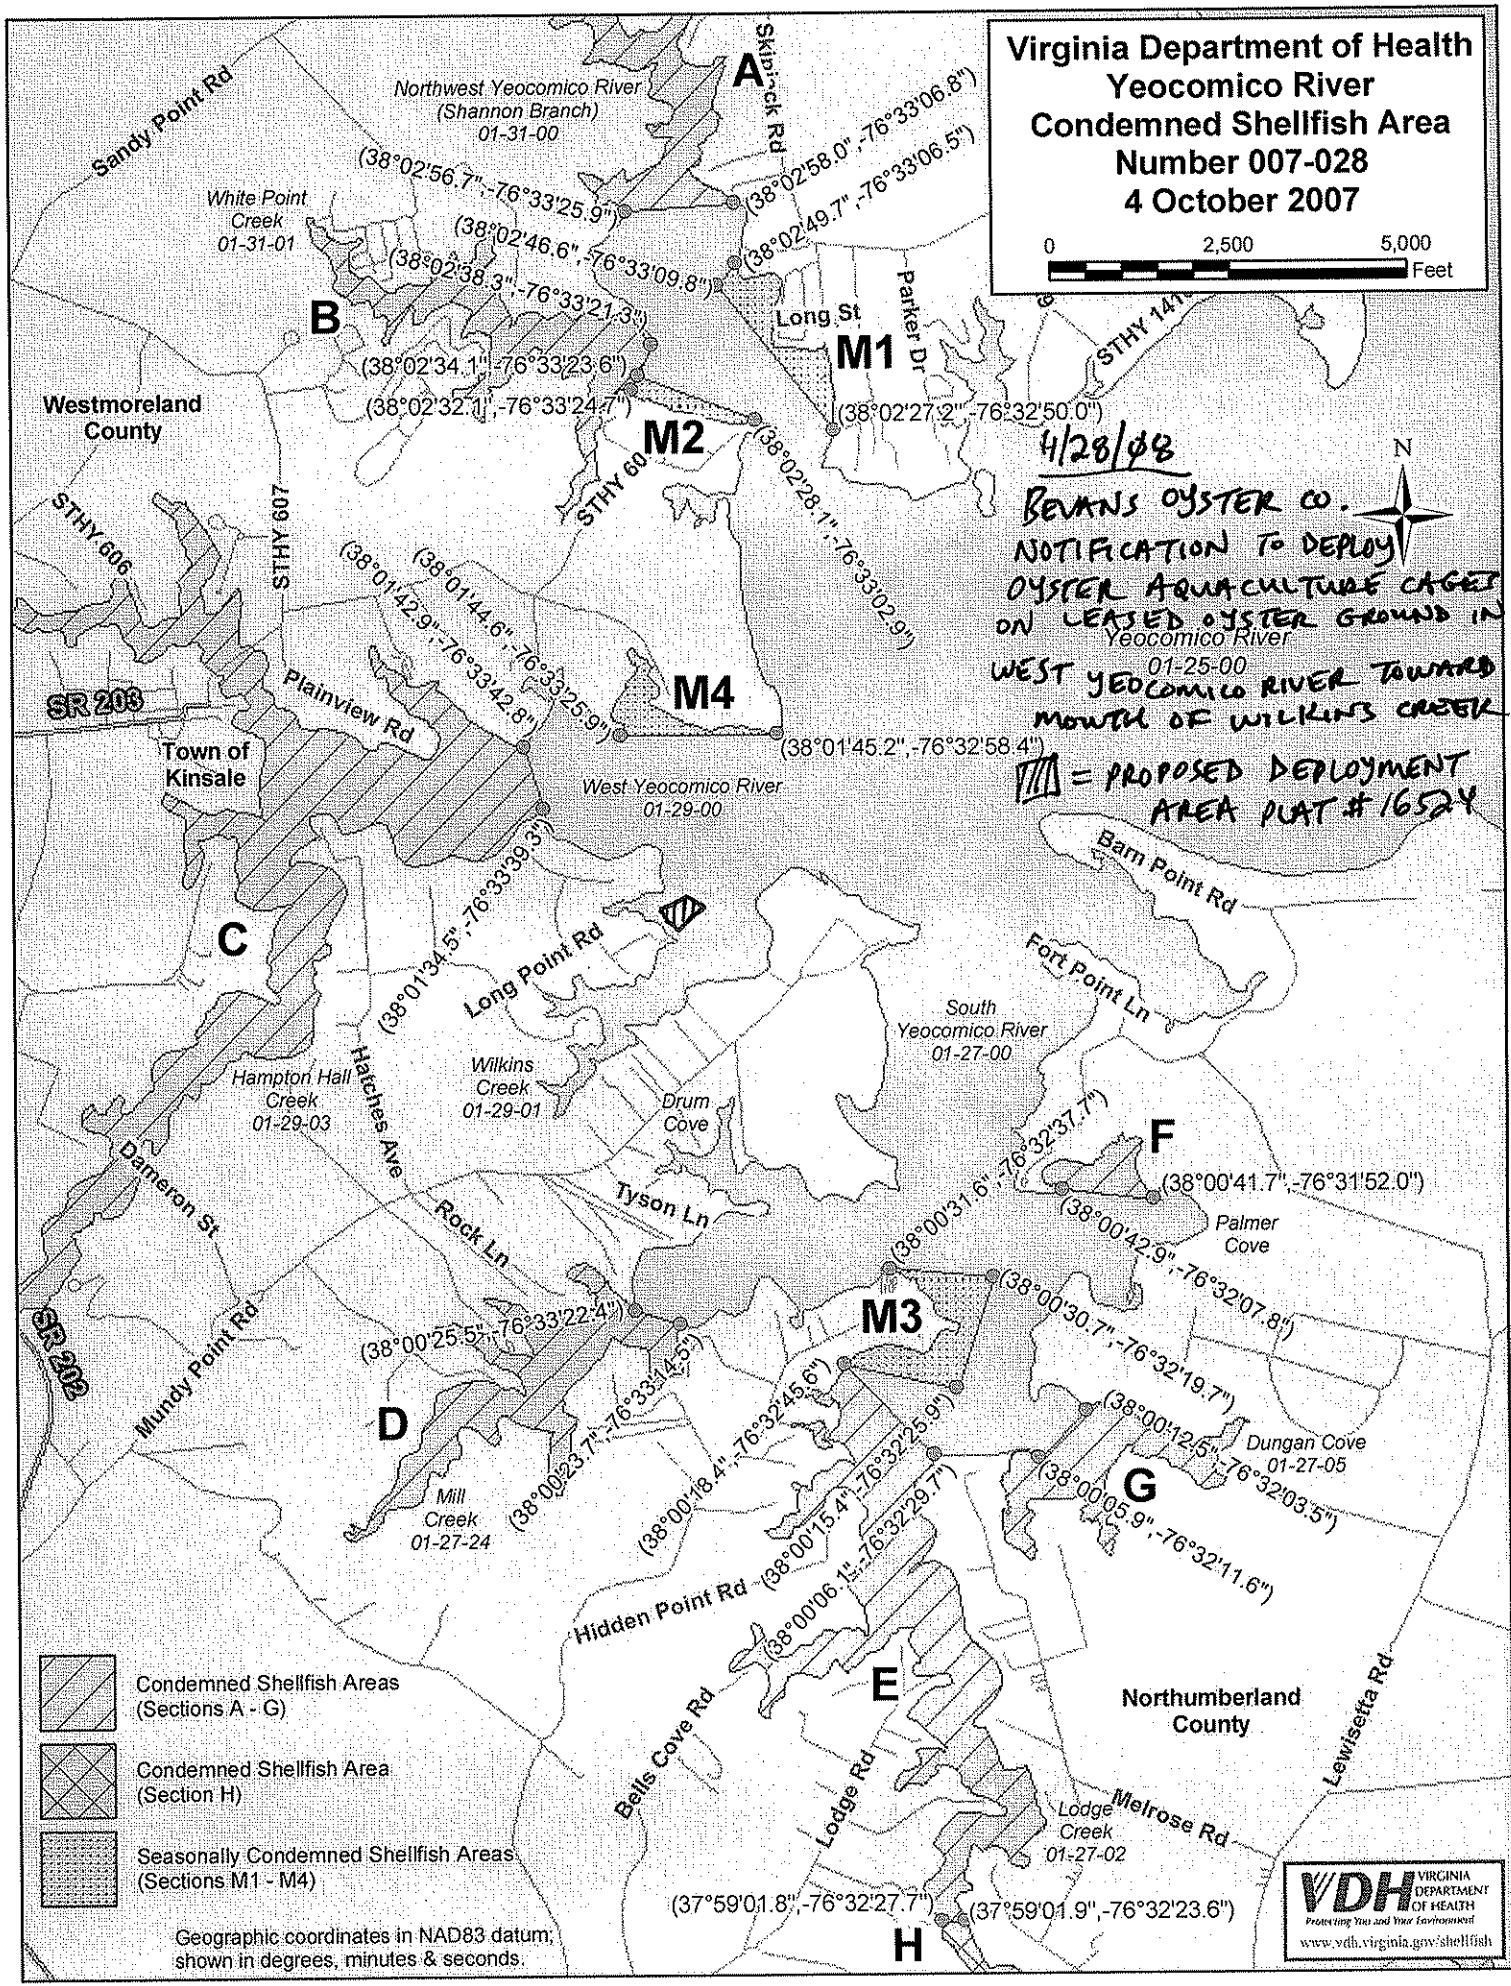 Virginia Department of Health
Yeocomico River
Condemned Shellfish Area
Number 007-028
4 October 2007
0 2,500 5,000
Feet
A
Skipjack Rd
Sandy Point Rd
Northwest Yeocomico River
(Shannon Branch)
01-31-00
(38°02'58.0",-76°33'06.8")
(38°02'56.7",-76°33'25.9")
(38°02'49.7",-76°33'06.5")
White Point
Creek
01-31-01
(38°02'46.6",-76°33'09.8")
(38°02'38.3",-76°33'21.3")
B
Long St
Parker Dr
M1
STHY 141
(38°02'34.1",-76°33'23.6")
(38°02'32.1",-76°33'24.7")
(38°02'27.2",-76°32'50.0")
Westmoreland
County
M2
STHY 60
(38°02'28.1",-76°33'02.9")
4/28/08
BEVANS OYSTER CO.
NOTIFICATION TO DEPLOY
OYSTER AQUACULTURE CAGES
ON LEASED OYSTER GROUND IN
WEST YEOCOMICO RIVER TOWARD
MOUTH OF WILKINS CREEK
= PROPOSED DEPLOYMENT
AREA PLAT # 16524
N
Yeocomico River
01-25-00
STHY 606
STHY 607
(38°01'44.6",-76°33'25.9")
(38°01'42.9",-76°33'42.8")
SR 203
Plainview Rd
M4
(38°01'45.2",-76°32'58.4")
Town of
Kinsale
West Yeocomico River
01-29-00
Barn Point Rd
(38°01'34.5",-76°33'39.3")
C
Long Point Rd
Fort Point Ln
South
Yeocomico River
01-27-00
Hatches Ave
Hampton Hall
Creek
01-29-03
Wilkins
Creek
01-29-01
Drum
Cove
F
Dameron St
(38°00'31.6",-76°32'37.7")
(38°00'41.7",-76°31'52.0")
(38°00'42.9",-76°32'07.8")
Palmer
Cove
Tyson Ln
Rock Ln
SR 202
Mundy Point Rd
M3
(38°00'25.5",-76°33'22.4")
(38°00'30.7",-76°32'19.7")
(38°00'23.7",-76°33'14.5")
(38°00'18.4",-76°32'45.6")
(38°00'15.4",-76°32'25.9")
(38°00'12.5",-76°32'03.5")
D
Dungan Cove
01-27-05
G
(38°00'05.9",-76°32'11.6")
(38°00'06.1",-76°32'29.7")
Mill
Creek
01-27-24
Hidden Point Rd
E
Bells Cove Rd
Lodge Rd
Northumberland
County
Lewisetta Rd
Melrose Rd
Lodge
Creek
01-27-02
Condemned Shellfish Areas
(Sections A - G)
Condemned Shellfish Area
(Section H)
Seasonally Condemned Shellfish Areas
(Sections M1 - M4)
(37°59'01.8",-76°32'27.7")
(37°59'01.9",-76°32'23.6")
H
Geographic coordinates in NAD83 datum;
shown in degrees, minutes & seconds.
VDH VIRGINIA
DEPARTMENT
OF HEALTH
Protecting You and Your Environment
www.vdh.virginia.gov/shellfish